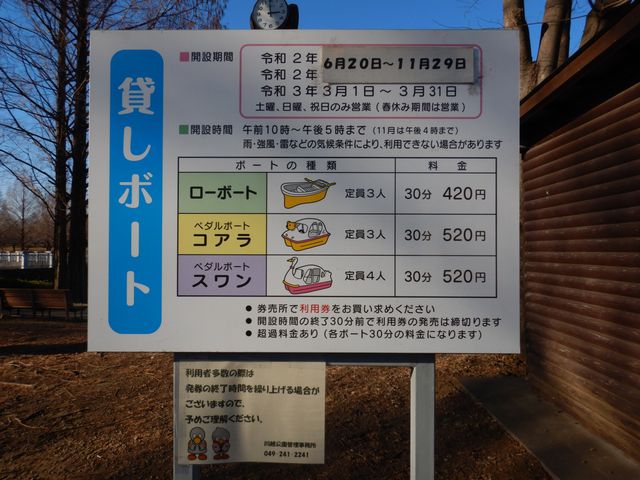 貸しボート
■開設期間
令和2年 6月20日～11月29日
令和2年
令和3年3月1日～3月31日
土曜、日曜、祝日のみ営業（春休み期間は営業）
■開設時間 午前10時～午後5時まで（11月は午後4時まで）
雨・強風・雷などの気候条件により、利用できない場合があります
ボートの種類 料金
ローボート 定員3人 30分 420円
ペダルボート
コアラ 定員3人 30分 520円
ペダルボート
スワン 定員4人 30分 520円
● 券売所で利用券をお買い求めください
● 開設時間の終了30分前で利用券の発売は締切ります
● 超過料金あり（各ボート30分の料金になります）
利用者多数の際は
発券の終了時間を繰り上げる場合が
ございますので、
予めご理解ください。
川越公園管理事務所
049-241-2241